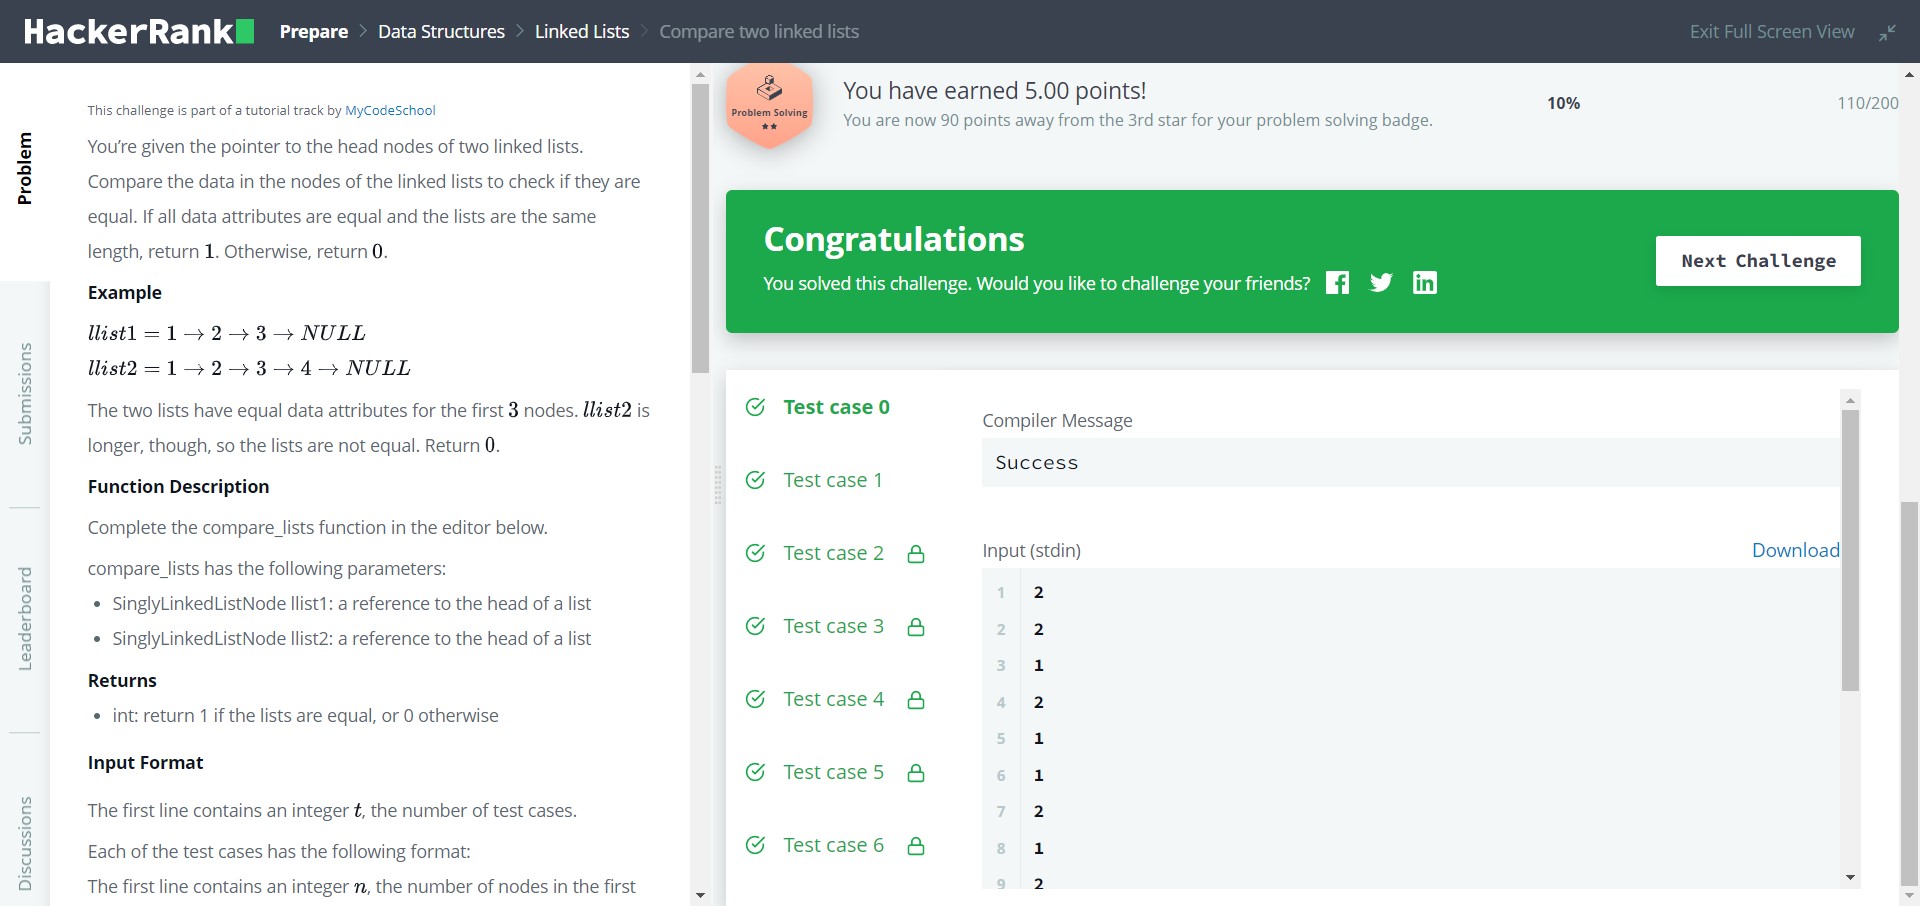 HackerRank
Prepare > Data Structures > Linked Lists > Compare two linked lists
Exit Full Screen View
Problem
Submissions
Leaderboard
Discussions
This challenge is part of a tutorial track by MyCodeSchool
You’re given the pointer to the head nodes of two linked lists.
Compare the data in the nodes of the linked lists to check if they are
equal. If all data attributes are equal and the lists are the same
length, return 1. Otherwise, return 0.
Example
llist1 = 1 → 2 → 3 → NULL
llist2 = 1 → 2 → 3 → 4 → NULL
The two lists have equal data attributes for the first 3 nodes. llist2 is
longer, though, so the lists are not equal. Return 0.
Function Description
Complete the compare_lists function in the editor below.
compare_lists has the following parameters:
• SinglyLinkedListNode llist1: a reference to the head of a list
• SinglyLinkedListNode llist2: a reference to the head of a list
Returns
• int: return 1 if the lists are equal, or 0 otherwise
Input Format
The first line contains an integer t, the number of test cases.
Each of the test cases has the following format:
The first line contains an integer n, the number of nodes in the first
Problem Solving
You have earned 5.00 points!
You are now 90 points away from the 3rd star for your problem solving badge.
10%
110/200
Congratulations
You solved this challenge. Would you like to challenge your friends?
Next Challenge
Test case 0
Test case 1
Test case 2
Test case 3
Test case 4
Test case 5
Test case 6
Compiler Message
Success
Input (stdin)
Download
1 2
2 2
3 1
4 2
5 1
6 1
7 2
8 1
9 2